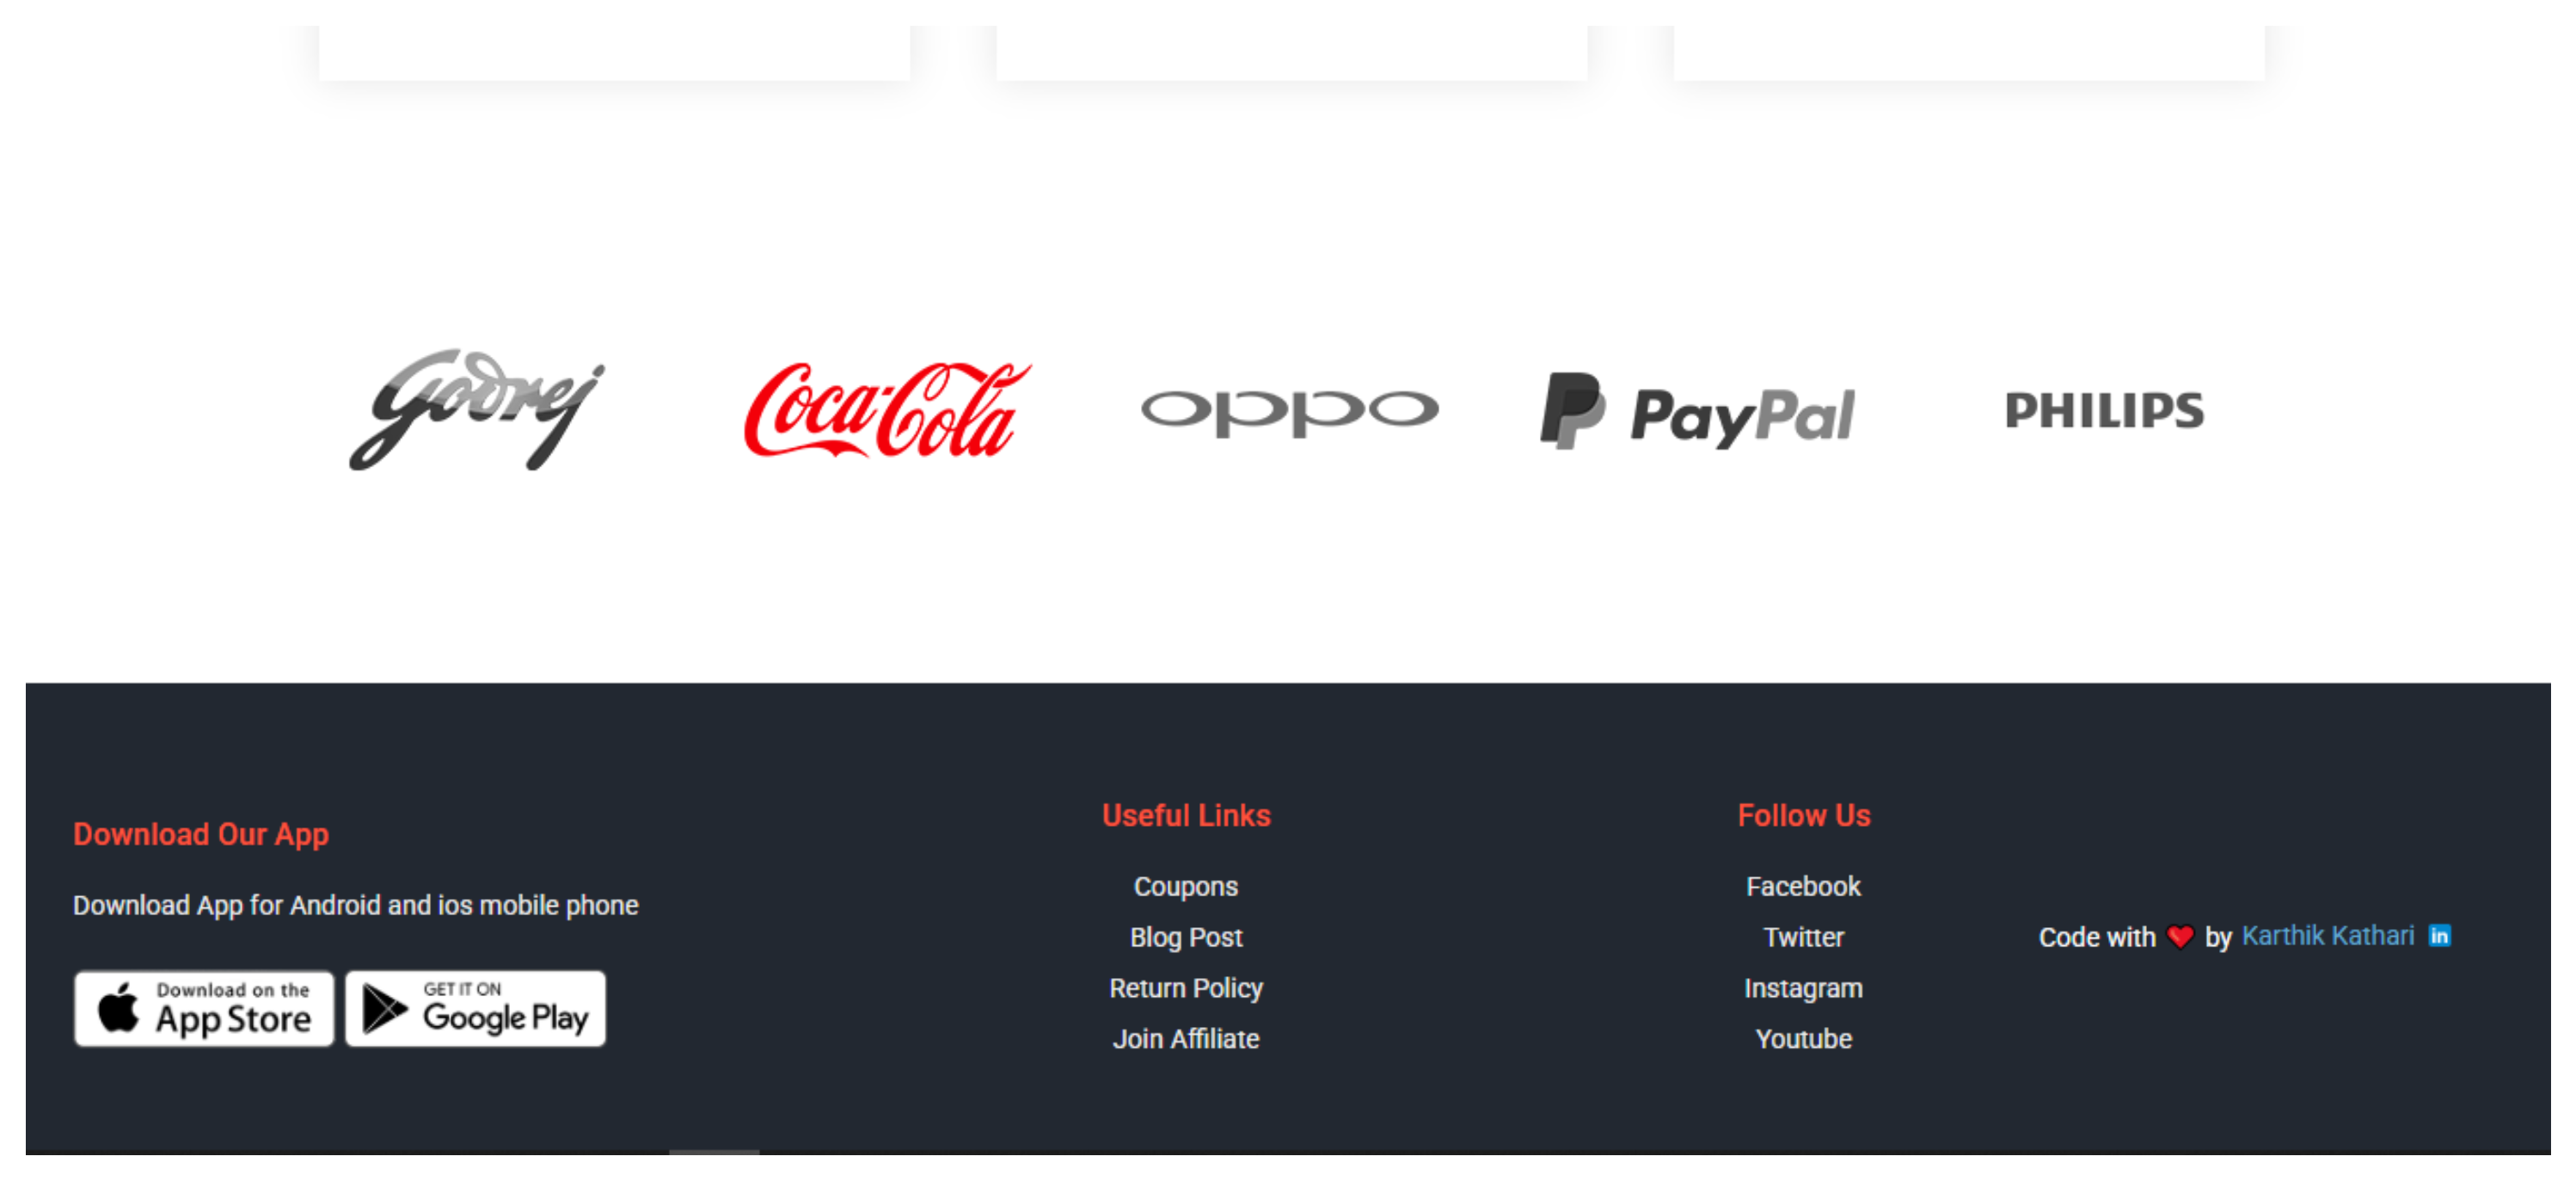 Godrej
Coca-Cola
oppo
PayPal
PHILIPS
Download Our App
Download App for Android and ios mobile phone
Download on the
App Store
GET IT ON
Google Play
Useful Links
Coupons
Blog Post
Return Policy
Join Affiliate
Follow Us
Facebook
Twitter
Instagram
Youtube
Code with ❤️ by Karthik Kathari in